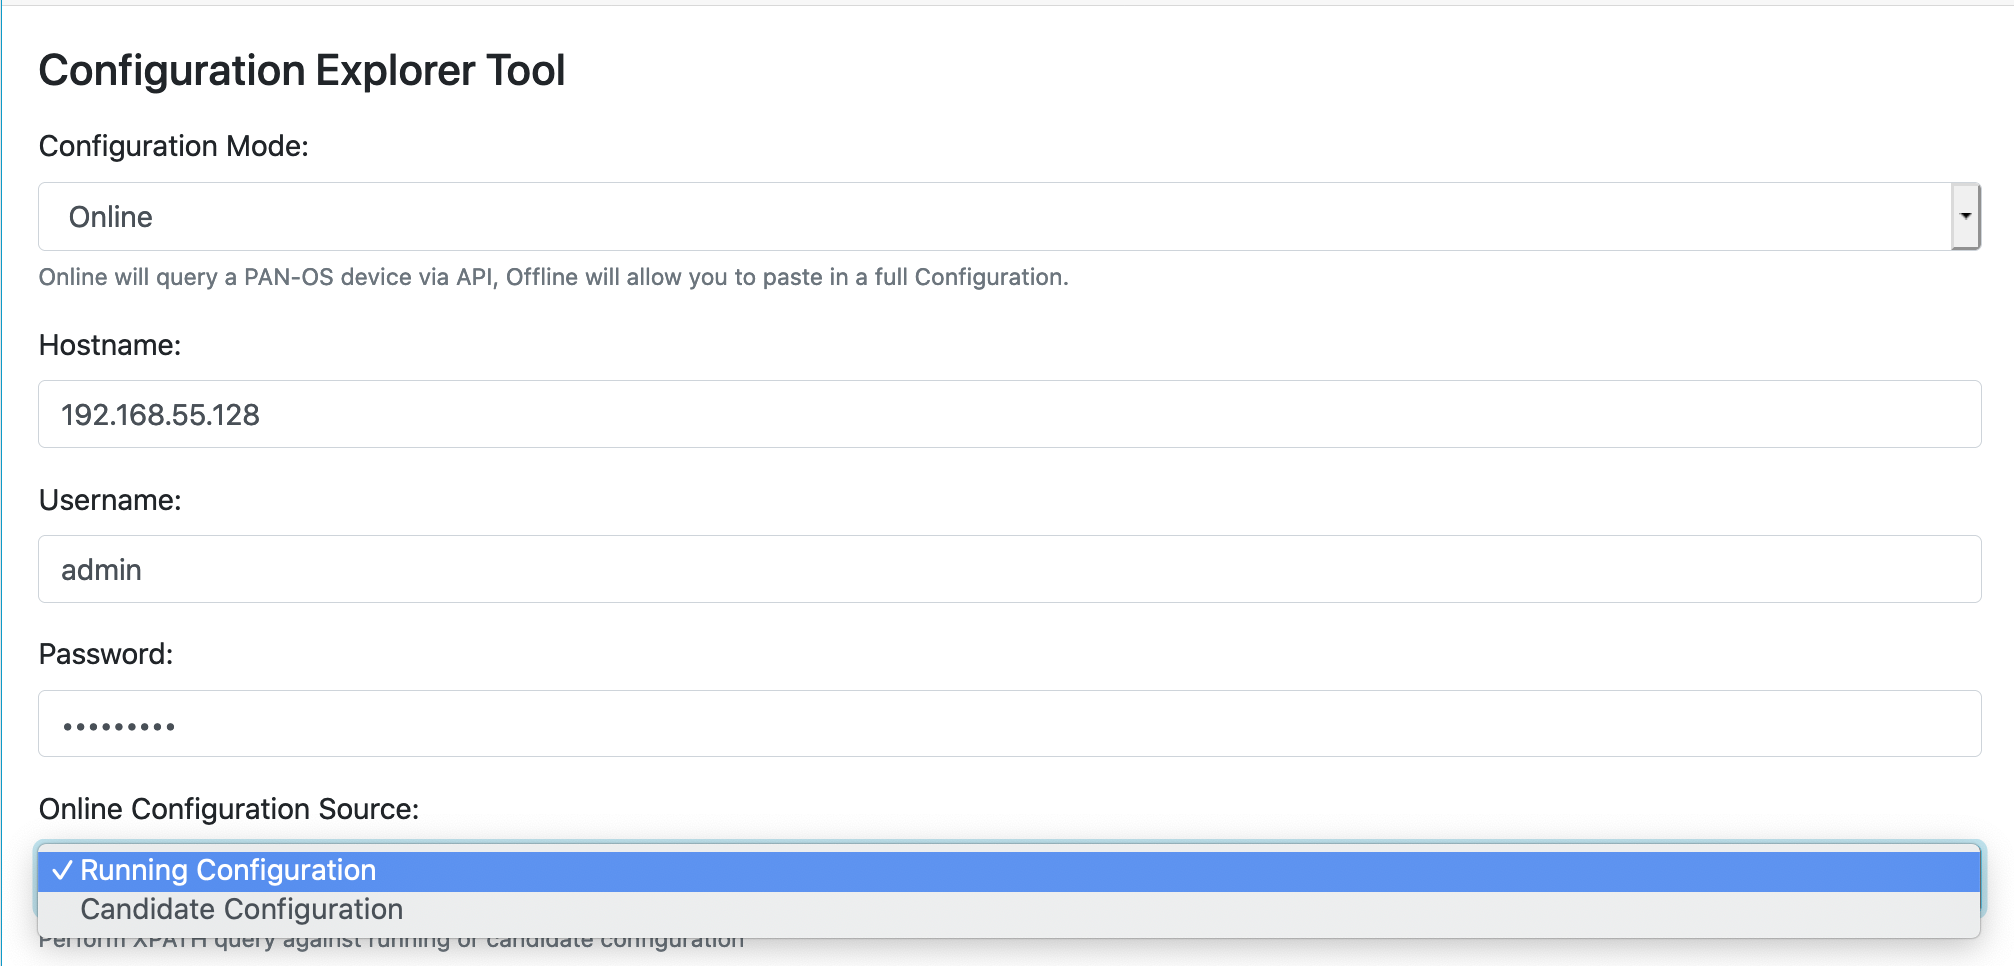 Configuration Explorer Tool
Configuration Mode:
Online
Online will query a PAN-OS device via API, Offline will allow you to paste in a full Configuration.
Hostname:
192.168.55.128
Username:
admin
Password:
•••••••••
Online Configuration Source:
✓ Running Configuration
Candidate Configuration
Perform XPATH query against running or candidate configuration